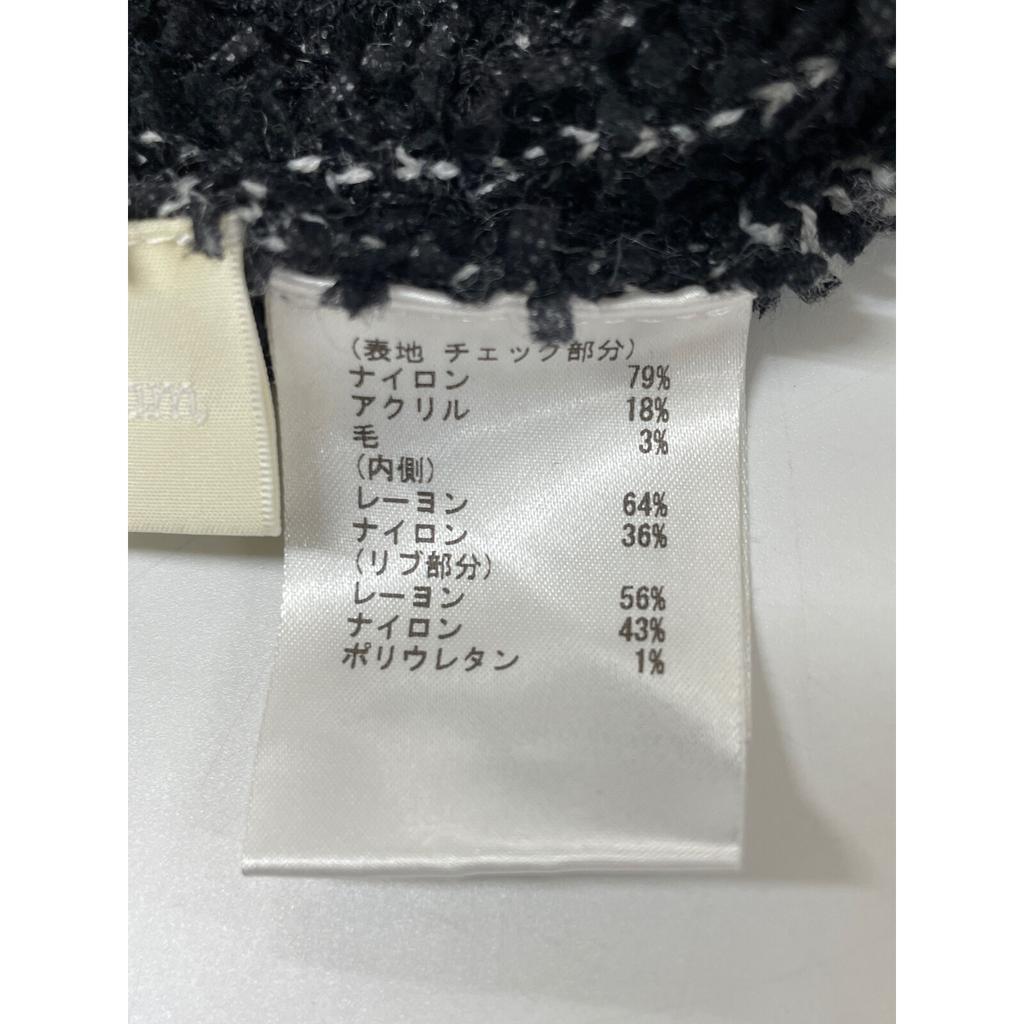 (表地 チェック部分)
ナイロン 79%
アクリル 18%
毛 3%
(内側)
レーヨン 64%
ナイロン 36%
(リブ部分)
レーヨン 56%
ナイロン 43%
ポリウレタン 1%